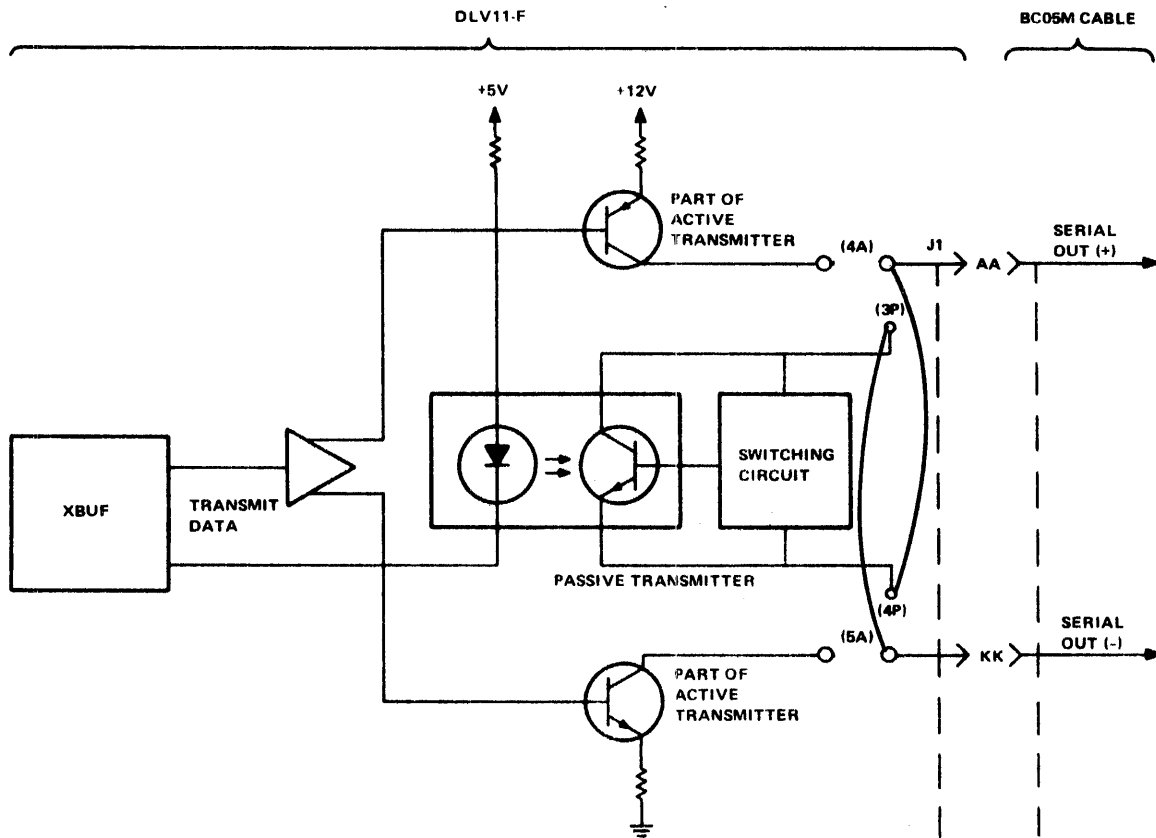 DLV11-F
BC05M CABLE
+5V
+12V
PART OF
ACTIVE
TRANSMITTER
(4A)
J1
AA
SERIAL
OUT (+)
(3P)
XBUF
TRANSMIT
DATA
SWITCHING
CIRCUIT
PASSIVE TRANSMITTER
(4P)
(5A)
KK
SERIAL
OUT (-)
PART OF
ACTIVE
TRANSMITTER